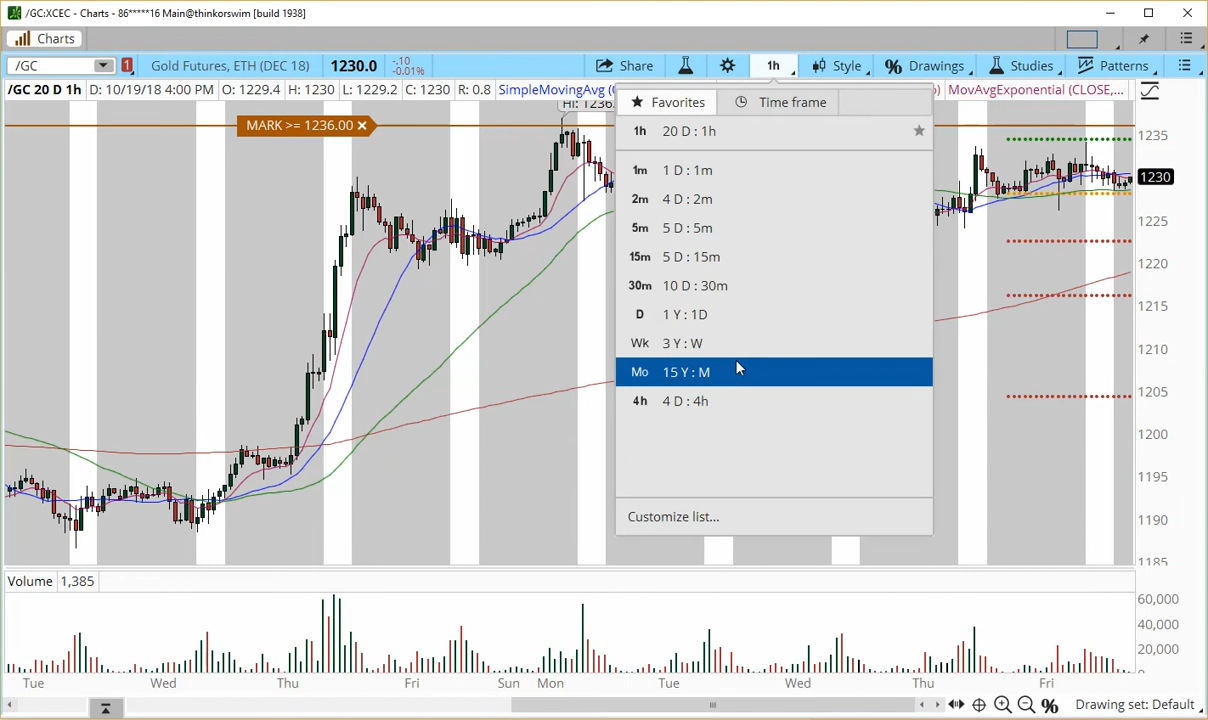 /GC:XCEC - Charts - 86*****16 Main@thinkorswim [build 1938]
Charts
/GC 1 Gold Futures, ETH (DEC 18) 1230.0 -.10 -0.01% Share 1h Style Drawings Studies Patterns
/GC 20 D 1h D: 10/19/18 4:00 PM O: 1229.4 H: 1230 L: 1229.2 C: 1230 R: 0.8 SimpleMovingAvg ( ) MovAvgExponential (CLOSE,...
Favorites Time frame
1h 20 D : 1h
1m 1 D : 1m
2m 4 D : 2m
5m 5 D : 5m
15m 5 D : 15m
30m 10 D : 30m
D 1 Y : 1D
Wk 3 Y : W
Mo 15 Y : M
4h 4 D : 4h
Customize list...
Hi: 1236.
MARK >= 1236.00
1235
1230
1225
1220
1215
1210
1205
1200
1195
1190
1185
Volume 1,385
60,000
40,000
20,000
Tue Wed Thu Fri Sun Mon Tue Wed Thu Fri
Drawing set: Default